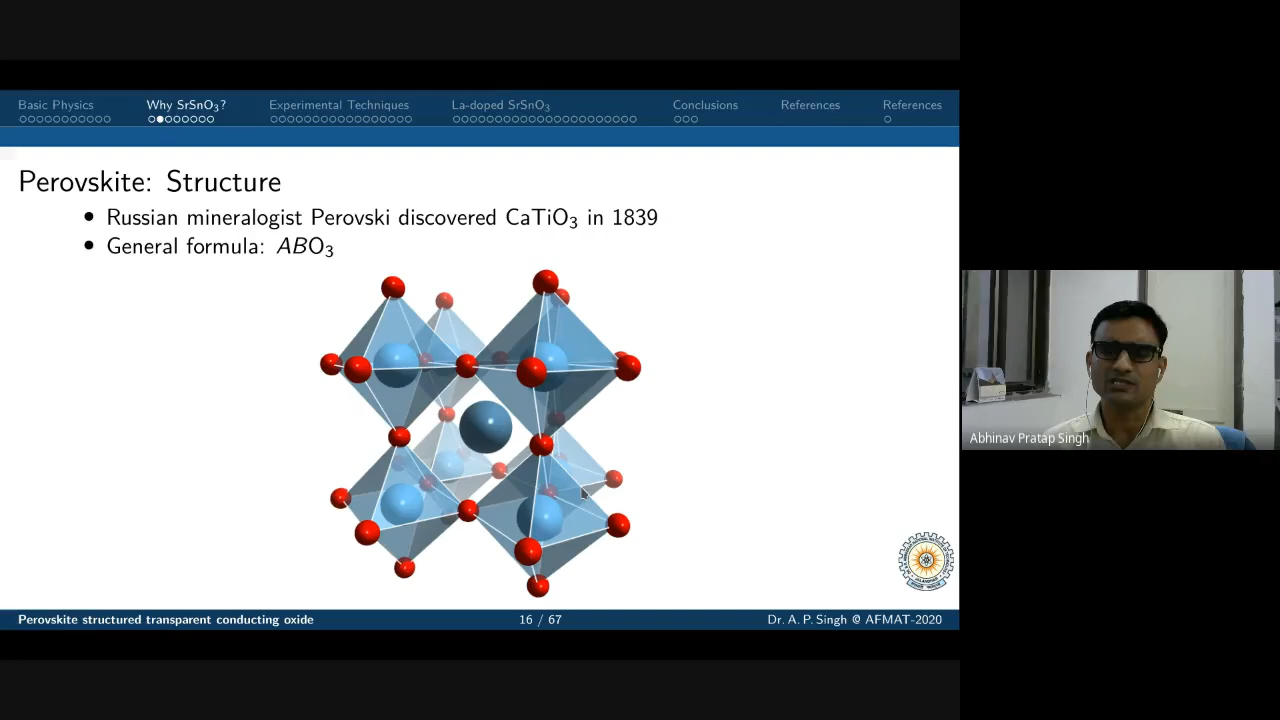 Basic Physics
Why SrSnO₃?
Experimental Techniques
La-doped SrSnO₃
Conclusions
References
References
Perovskite: Structure
• Russian mineralogist Perovski discovered CaTiO₃ in 1839
• General formula: ABO₃
Abhinav Pratap Singh
Perovskite structured transparent conducting oxide
16 / 67
Dr. A. P. Singh @ AFMAT-2020